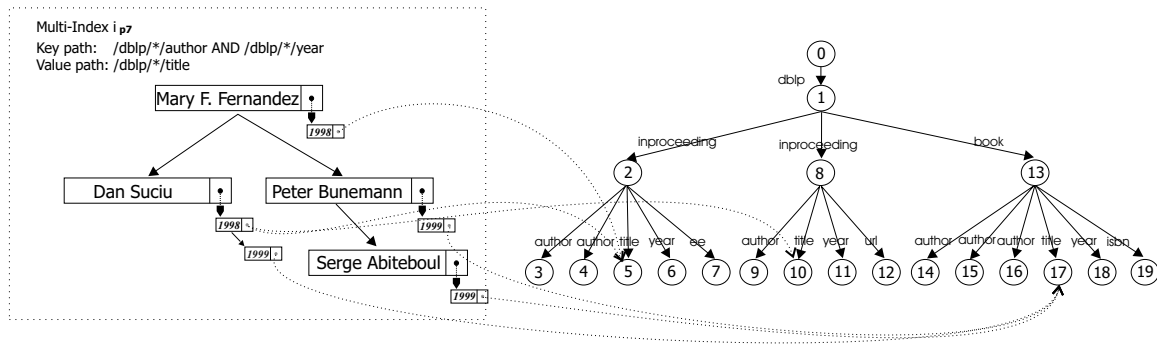 Multi-Index i p7
Key path: /dblp/*/author AND /dblp/*/year
Value path: /dblp/*/title
Mary F. Fernandez
1998
Dan Suciu
Peter Bunemann
1998
1999
1999
Serge Abiteboul
1999
0
dblp
1
inproceeding
inproceeding
book
2
8
13
author author title year ee
author title year url
author author author title year isbn
3 4 5 6 7
9 10 11 12
14 15 16 17 18 19